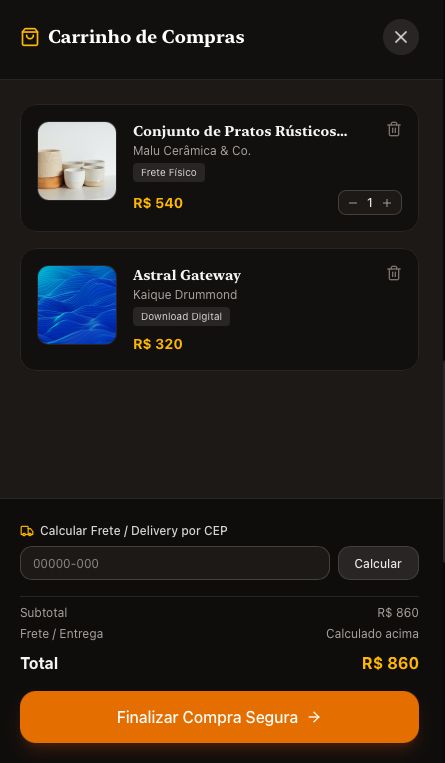 Carrinho de Compras
Conjunto de Pratos Rústicos...
Malu Cerâmica & Co.
Frete Físico
R$ 540
1
Astral Gateway
Kaique Drummond
Download Digital
R$ 320
Calcular Frete / Delivery por CEP
00000-000
Calcular
Subtotal R$ 860
Frete / Entrega Calculado acima
Total R$ 860
Finalizar Compra Segura →